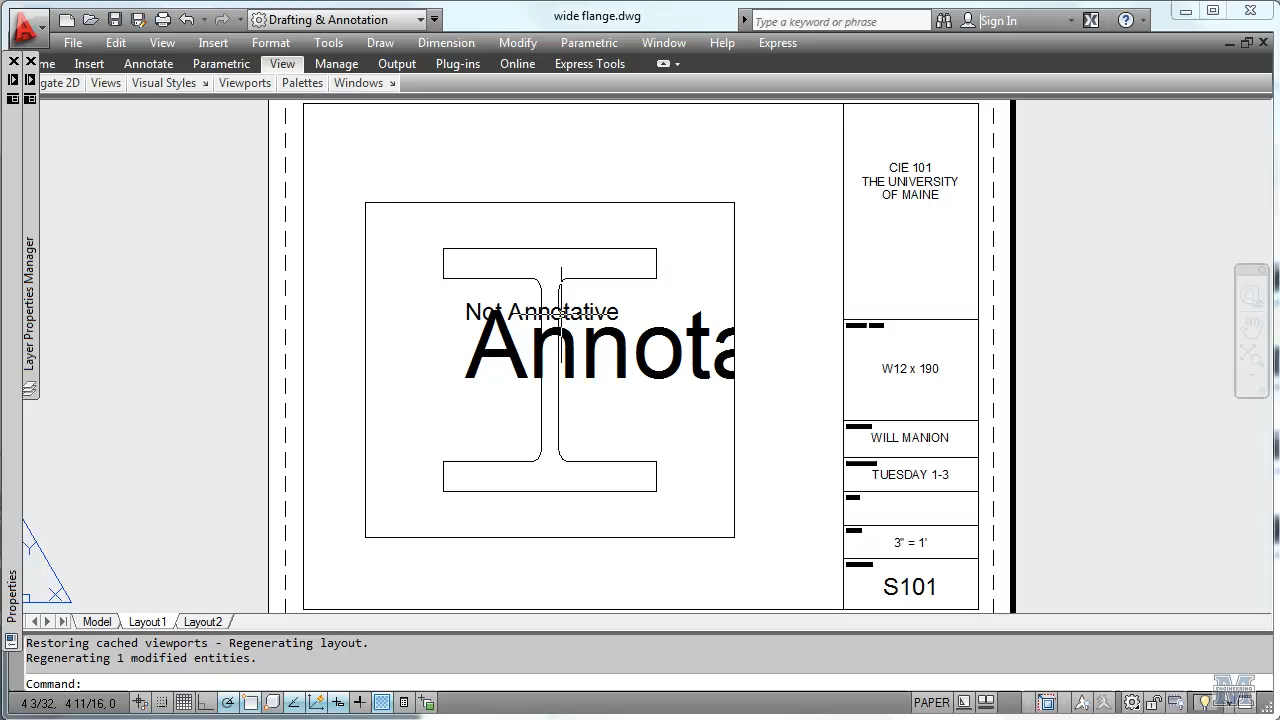 Drafting & Annotation
wide flange.dwg
Type a keyword or phrase
Sign In
File Edit View Insert Format Tools Draw Dimension Modify Parametric Window Help Express
me Insert Annotate Parametric View Manage Output Plug-ins Online Express Tools
gate 2D Views Visual Styles Viewports Palettes Windows
Layer Properties Manager
Properties
CIE 101
THE UNIVERSITY
OF MAINE
Not Annotative
Annota
W12 x 190
WILL MANION
TUESDAY 1-3
3" = 1'
S101
Model Layout1 Layout2
Restoring cached viewports - Regenerating layout.
Regenerating 1 modified entities.
Command:
4 3/32, 4 11/16, 0
PAPER
ENGINEERING